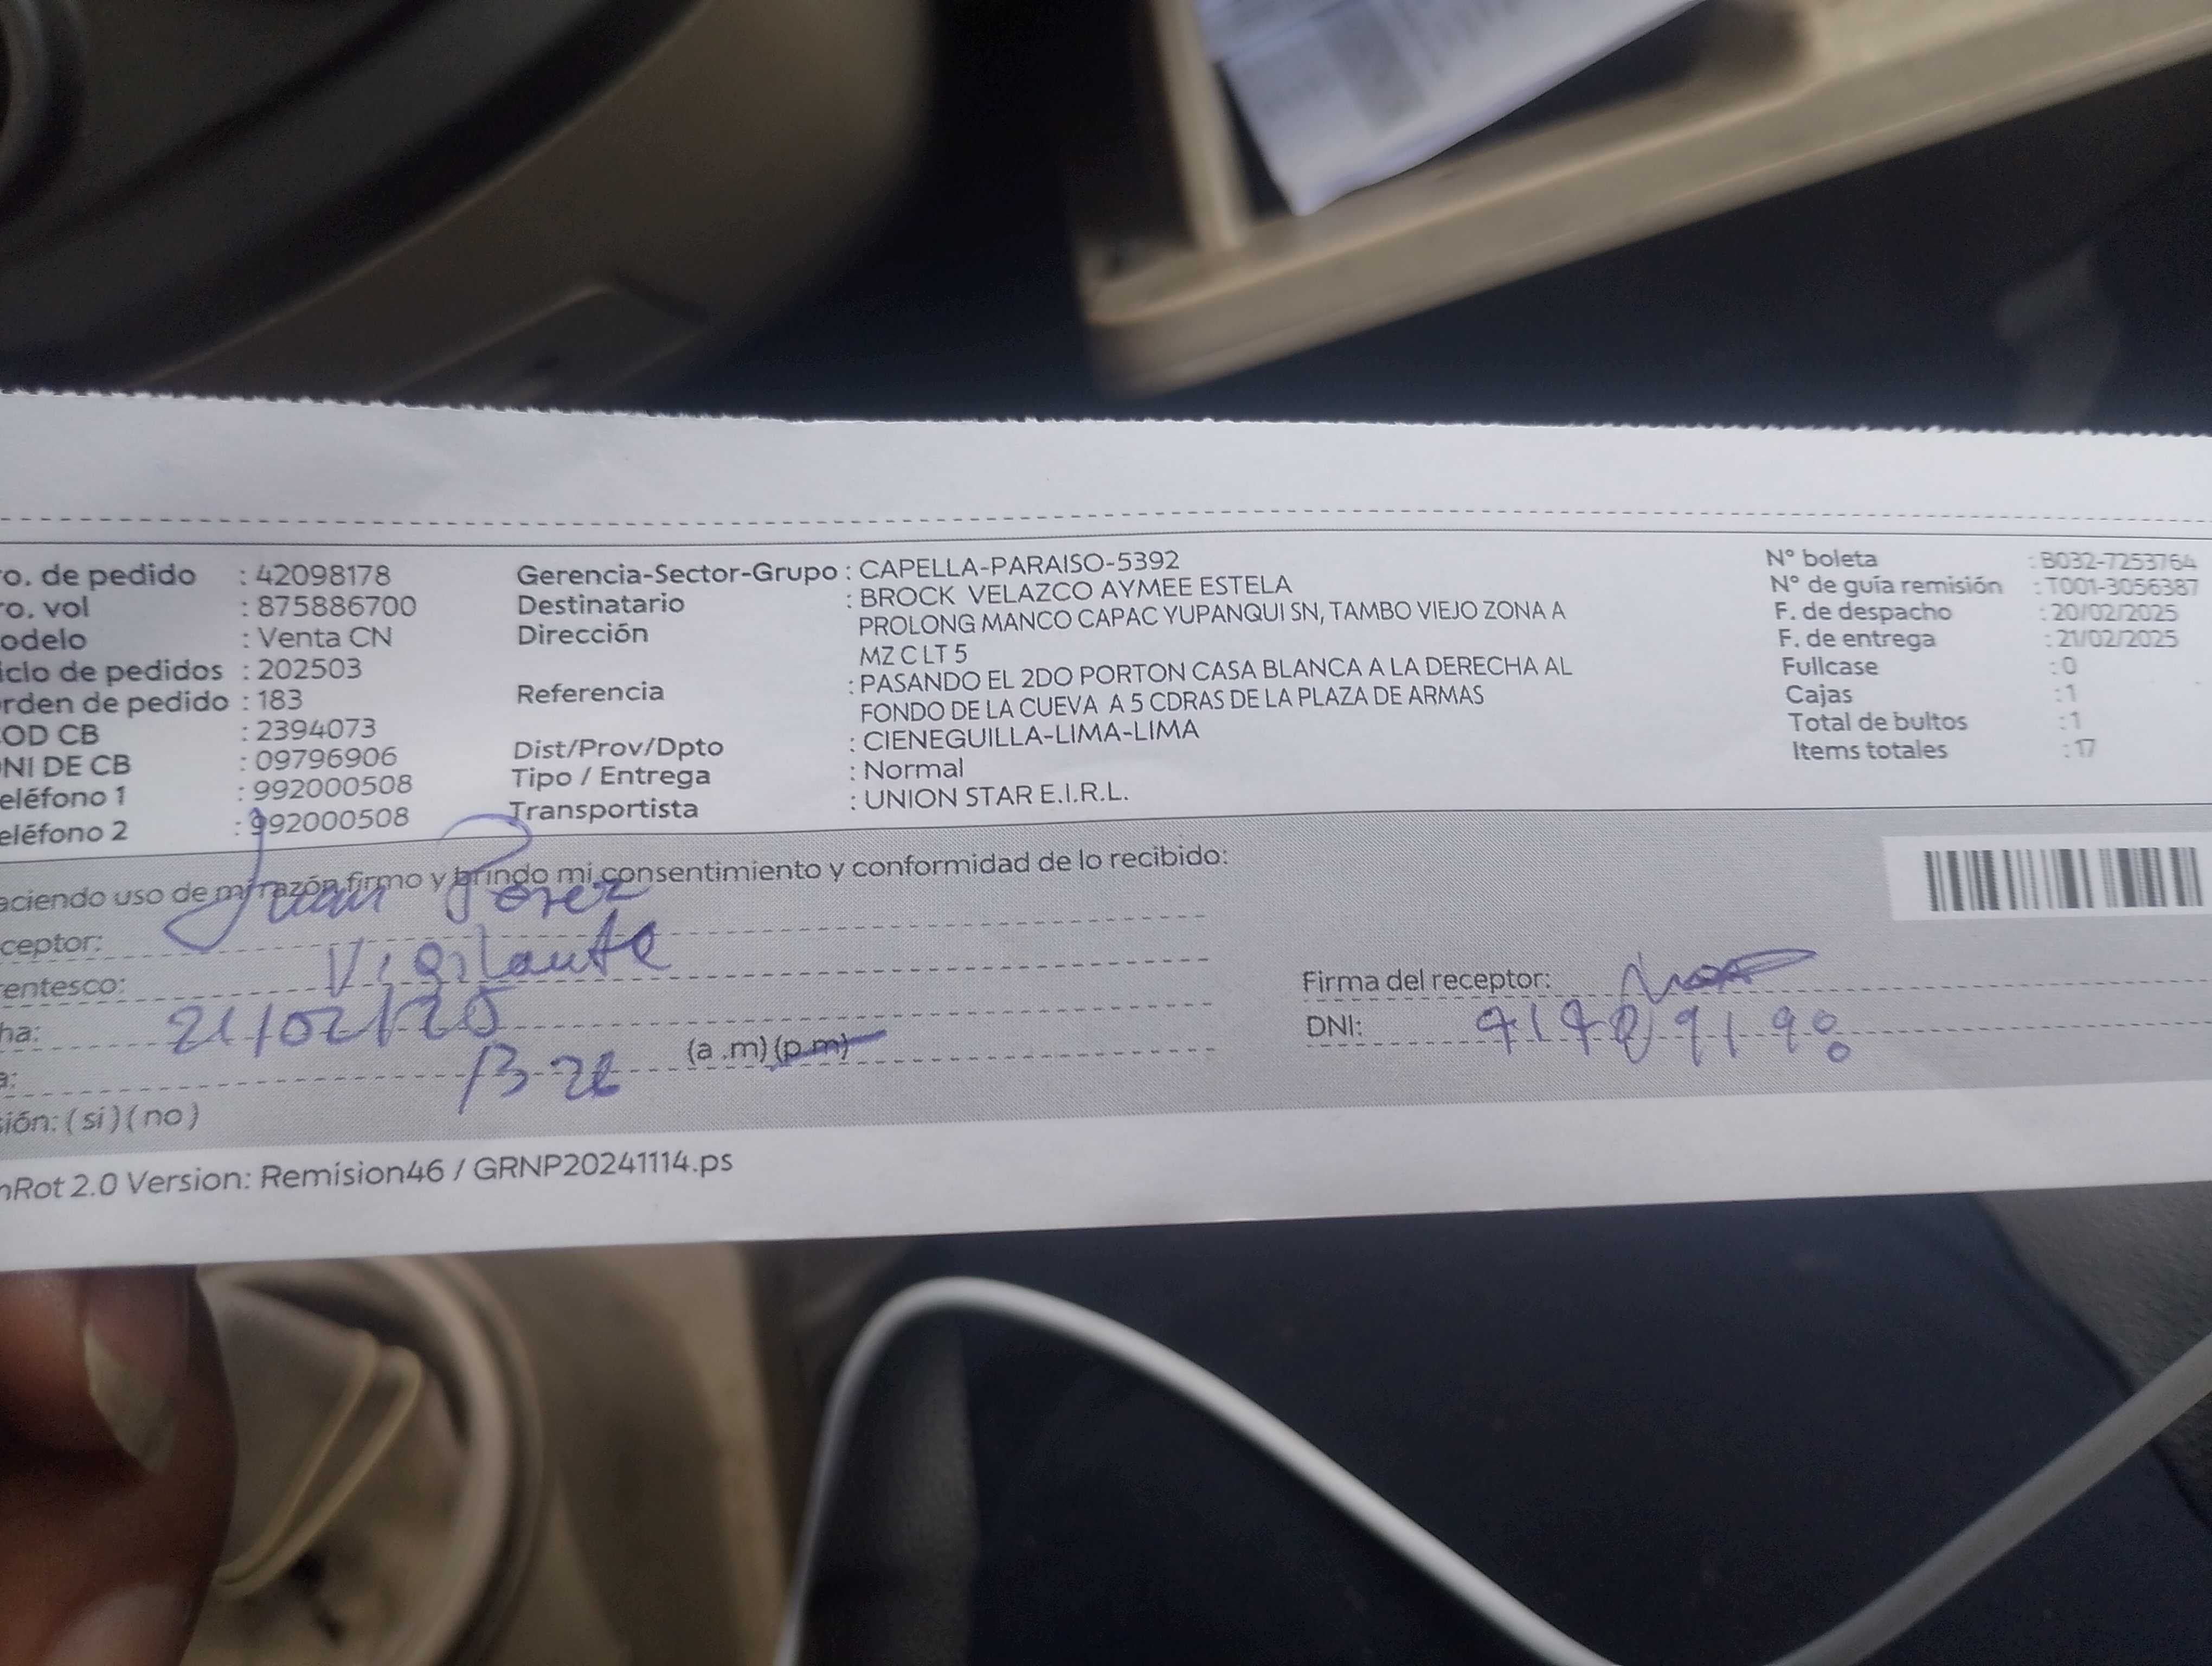 ro. de pedido : 42098178
ro. vol : 875886700
odelo : Venta CN
iclo de pedidos : 202503
rden de pedido : 183
OD CB : 2394073
NI DE CB : 09796906
eléfono 1 : 992000508
eléfono 2 : 992000508
Gerencia-Sector-Grupo : CAPELLA-PARAISO-5392
Destinatario : BROCK VELAZCO AYMEE ESTELA
Dirección PROLONG MANCO CAPAC YUPANQUI SN, TAMBO VIEJO ZONA A
MZ C LT 5
Referencia : PASANDO EL 2DO PORTON CASA BLANCA A LA DERECHA AL
FONDO DE LA CUEVA A 5 CDRAS DE LA PLAZA DE ARMAS
Dist/Prov/Dpto : CIENEGUILLA-LIMA-LIMA
Tipo / Entrega : Normal
Transportista : UNION STAR E.I.R.L.
N° boleta : B032-7253764
N° de guía remisión : T001-3056387
F. de despacho : 20/02/2025
F. de entrega : 21/02/2025
Fullcase : 0
Cajas : 1
Total de bultos : 1
Items totales : 17
aciendo uso de mi razón firmo y brindo mi consentimiento y conformidad de lo recibido:
ceptor: Juan Perez
entesco: Vigilante
ha: 21/02/25
a: (a .m) (p.m)
Firma del receptor:
DNI:
sión: ( si ) ( no )
nRot 2.0 Version: Remision46 / GRNP20241114.ps